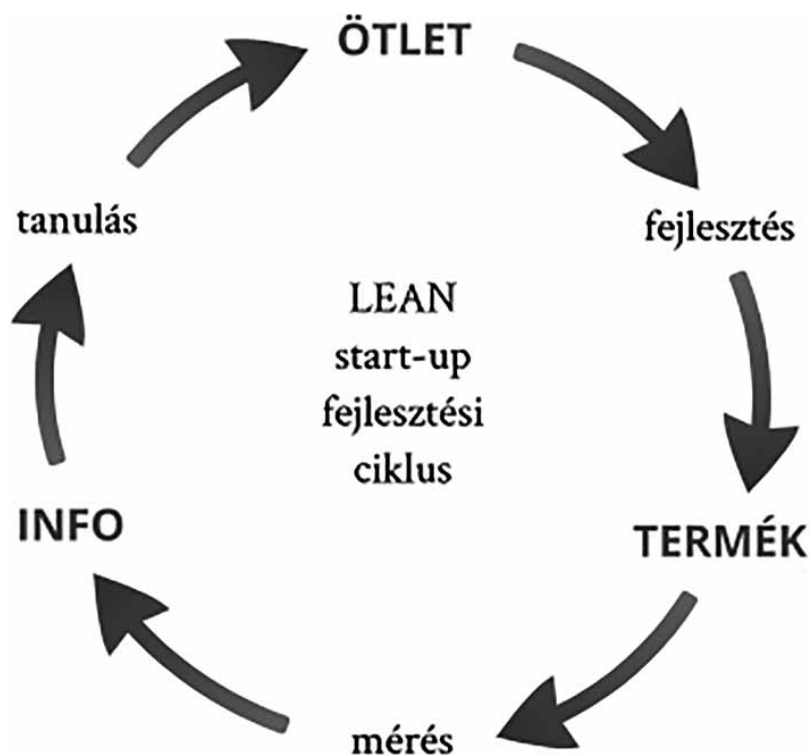 ÖTLET
fejlesztés
TERMÉK
mérés
INFO
tanulás
LEAN
start-up
fejlesztési
ciklus